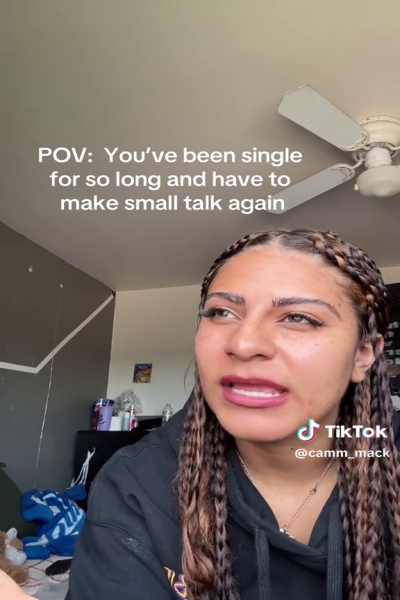 POV:  You’ve been single
for so long and have to
make small talk again
TikTok
@camm_mack